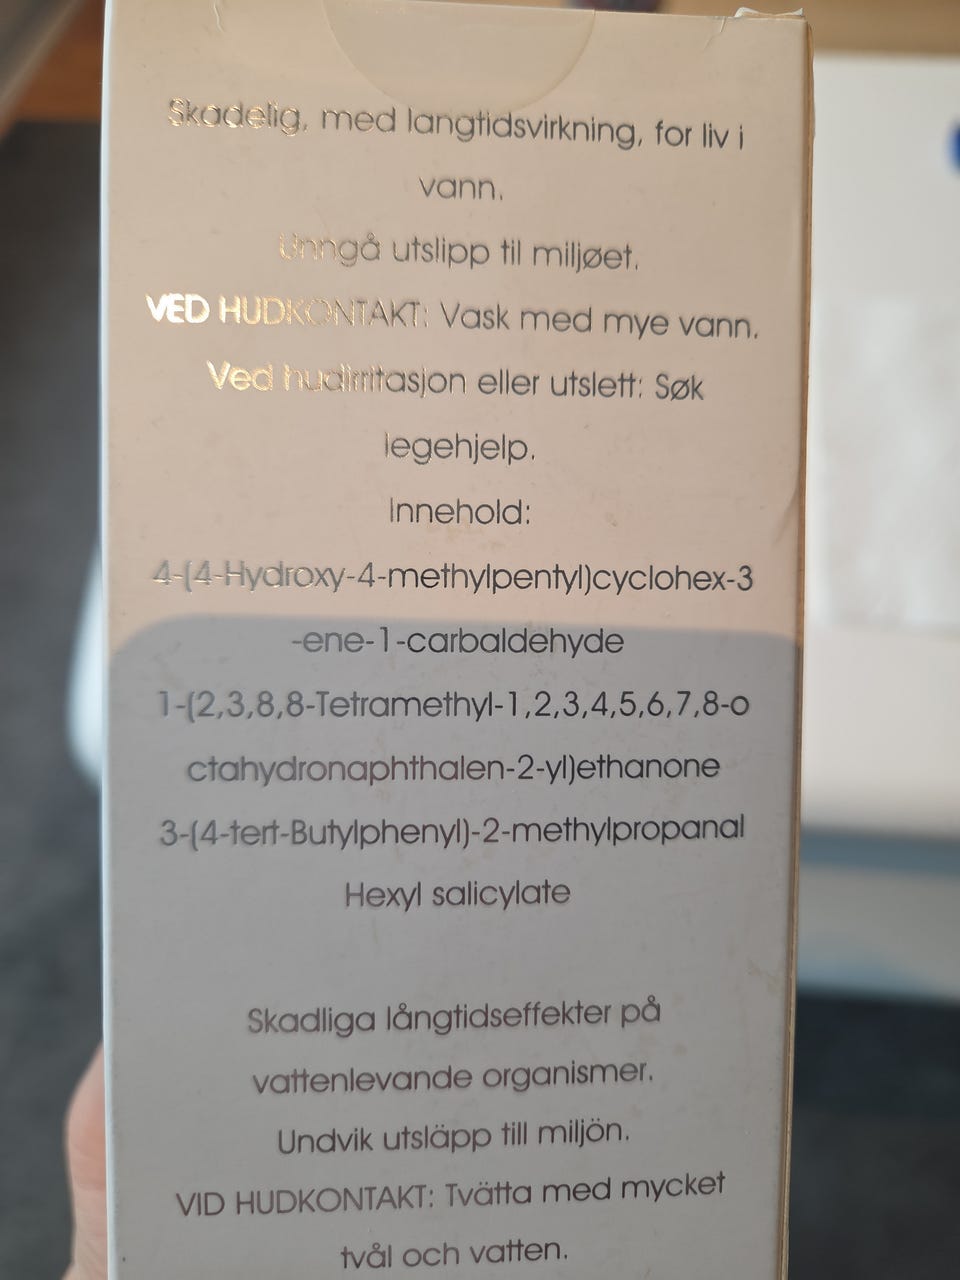 Skadelig, med langtidsvirkning, for liv i
vann.
Unngå utslipp til miljøet.
VED HUDKONTAKT: Vask med mye vann.
Ved hudirritasjon eller utslett: Søk
legehjelp.
Innehold:
4-(4-Hydroxy-4-methylpentyl)cyclohex-3
-ene-1-carbaldehyde
1-(2,3,8,8-Tetramethyl-1,2,3,4,5,6,7,8-o
ctahydronaphthalen-2-yl)ethanone
3-(4-tert-Butylphenyl)-2-methylpropanal
Hexyl salicylate
Skadliga långtidseffekter på
vattenlevande organismer.
Undvik utsläpp till miljön.
VID HUDKONTAKT: Tvätta med mycket
tvål och vatten.